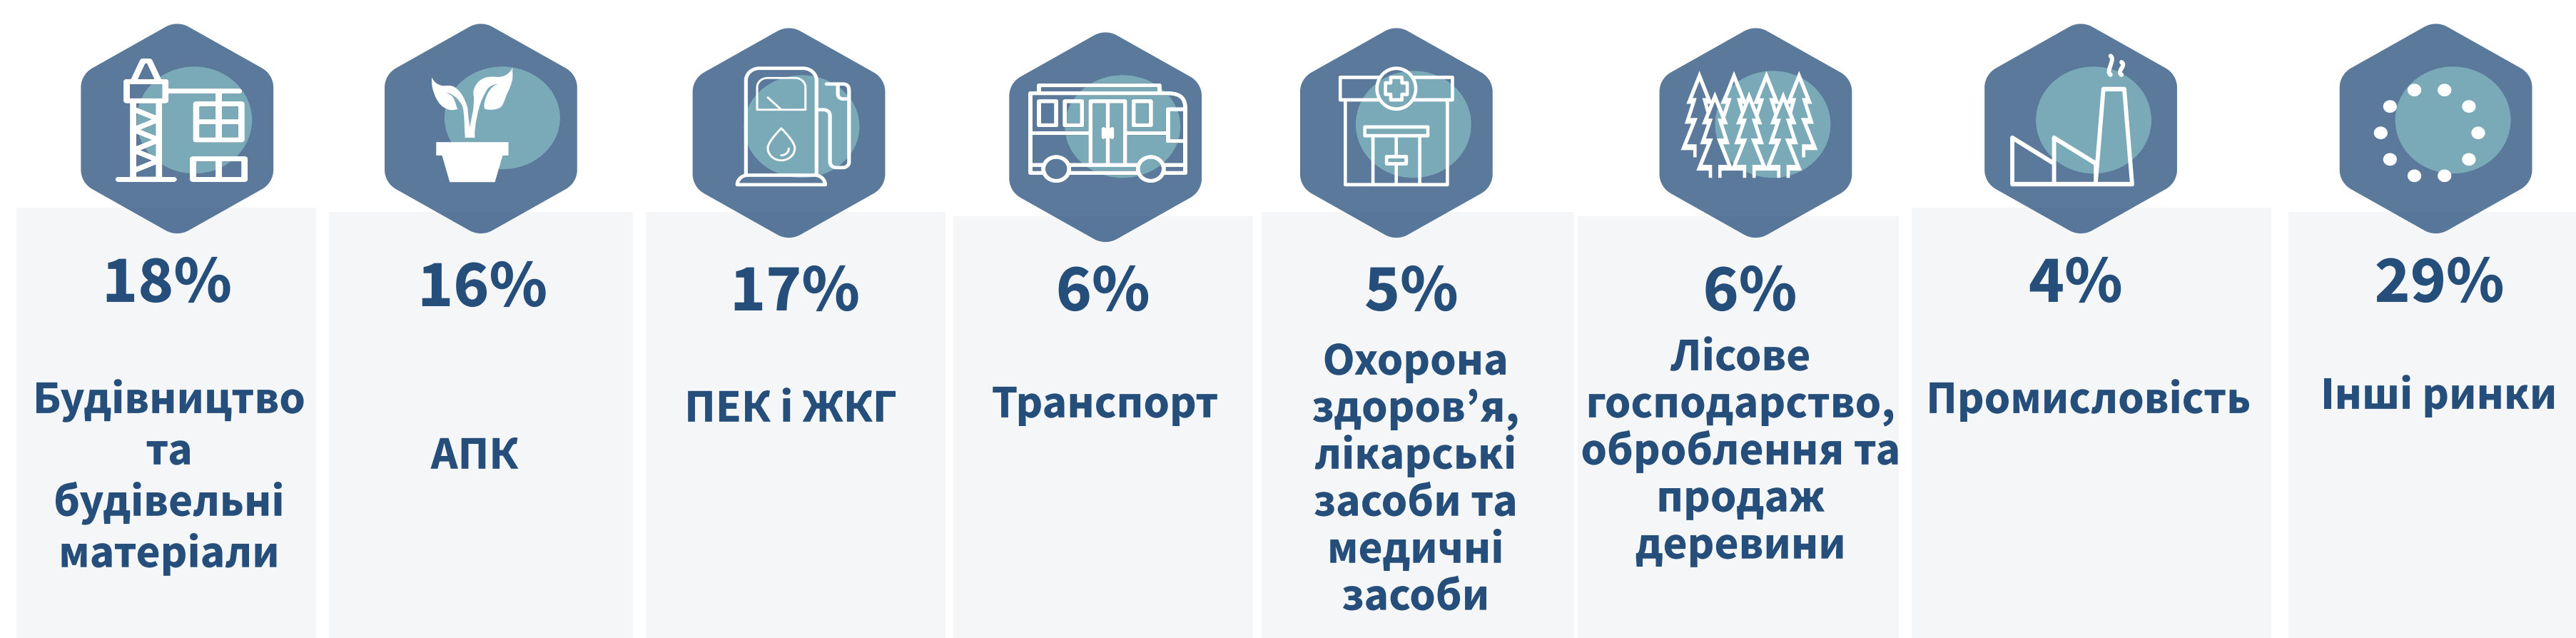 18%
Будівництво
та
будівельні
матеріали
16%
АПК
17%
ПЕК і ЖКГ
6%
Транспорт
5%
Охорона
здоров’я,
лікарські
засоби та
медичні
засоби
6%
Лісове
господарство,
оброблення та
продаж
деревини
4%
Промисловість
29%
Інші ринки